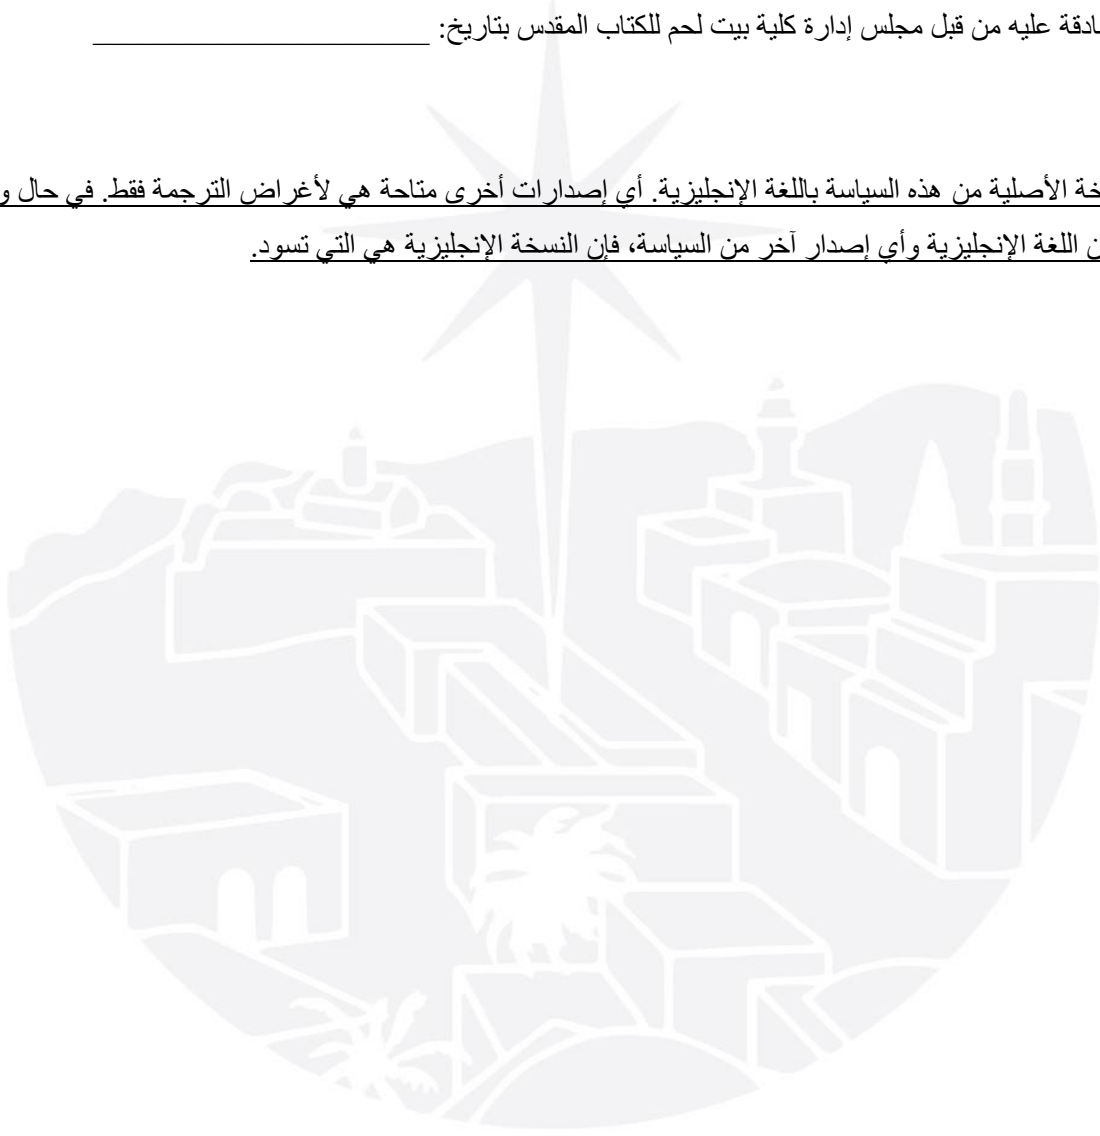 ادقة عليه من قبل مجلس إدارة كلية بيت لحم للكتاب المقدس بتاريخ: ________________________
خة الأصلية من هذه السياسة باللغة الإنجليزية. أي إصدارات أخرى متاحة هي لأغراض الترجمة فقط. في حال و
ن اللغة الإنجليزية وأي إصدار آخر من السياسة، فإن النسخة الإنجليزية هي التي تسود.